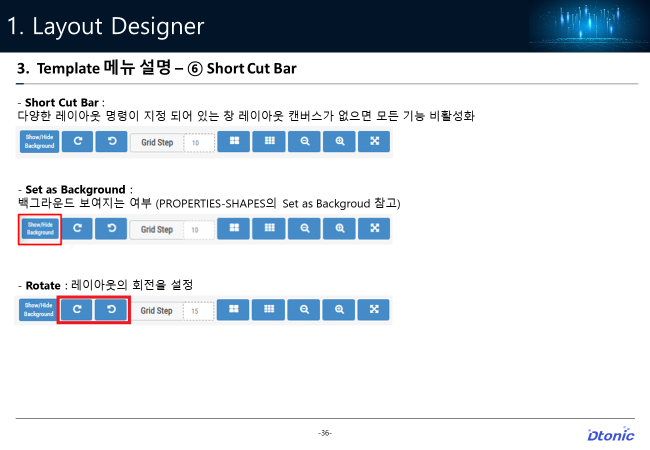 1. Layout Designer
3. Template 메뉴 설명 – ⑥ Short Cut Bar
- Short Cut Bar :
다양한 레이아웃 명령이 지정 되어 있는 창 레이아웃 캔버스가 없으면 모든 기능 비활성화
Show/Hide
Background
Grid Step 10
- Set as Background :
백그라운드 보여지는 여부 (PROPERTIES-SHAPES의 Set as Backgroud 참고)
Show/Hide
Background
Grid Step 10
- Rotate : 레이아웃의 회전을 설정
Show/Hide
Background
Grid Step 15
-36-
Dtonic